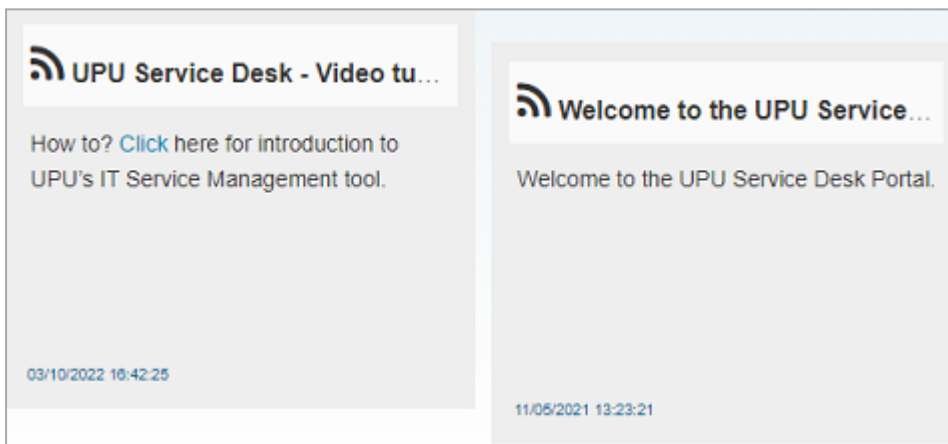 UPU Service Desk - Video tu...
How to? Click here for introduction to
UPU's IT Service Management tool.
03/10/2022 16:42:25
Welcome to the UPU Service...
Welcome to the UPU Service Desk Portal.
11/05/2021 13:23:21